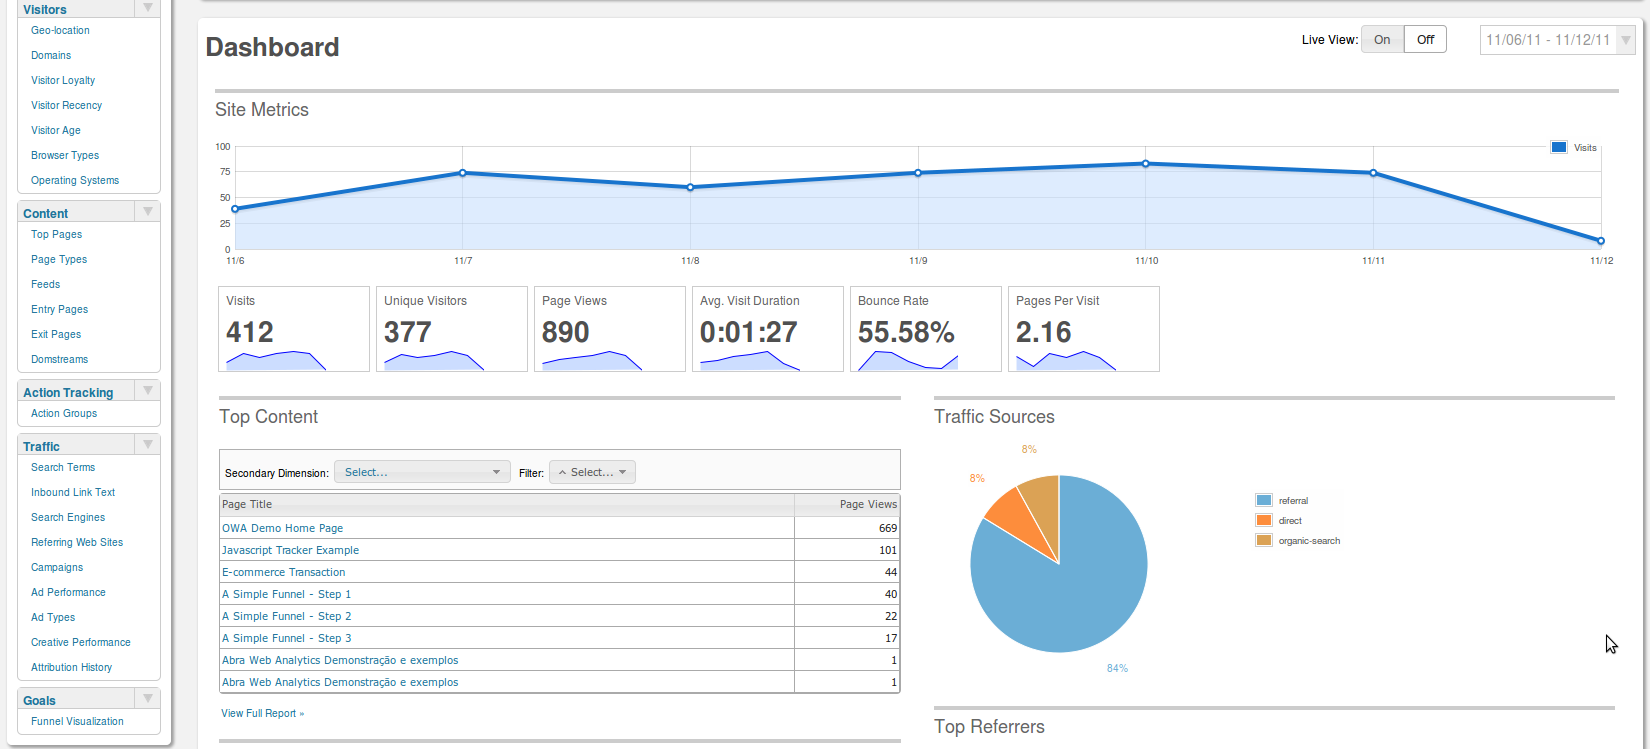 Visitors
Geo-location
Domains
Visitor Loyalty
Visitor Recency
Visitor Age
Browser Types
Operating Systems
Content
Top Pages
Page Types
Feeds
Entry Pages
Exit Pages
Domstreams
Action Tracking
Action Groups
Traffic
Search Terms
Inbound Link Text
Search Engines
Referring Web Sites
Campaigns
Ad Performance
Ad Types
Creative Performance
Attribution History
Goals
Funnel Visualization
Dashboard
Live View: On Off
11/06/11 - 11/12/11
Site Metrics
Visits
100
75
50
25
0
11/6 11/7 11/8 11/9 11/10 11/11 11/12
Visits Unique Visitors Page Views Avg. Visit Duration Bounce Rate Pages Per Visit
412 377 890 0:01:27 55.58% 2.16
Top Content
Secondary Dimension: Select... Filter: ^ Select...
Page Title Page Views
OWA Demo Home Page 669
Javascript Tracker Example 101
E-commerce Transaction 44
A Simple Funnel - Step 1 40
A Simple Funnel - Step 2 22
A Simple Funnel - Step 3 17
Abra Web Analytics Demonstração e exemplos 1
Abra Web Analytics Demonstração e exemplos 1
View Full Report »
Traffic Sources
8%
8%
84%
referral
direct
organic-search
Top Referrers